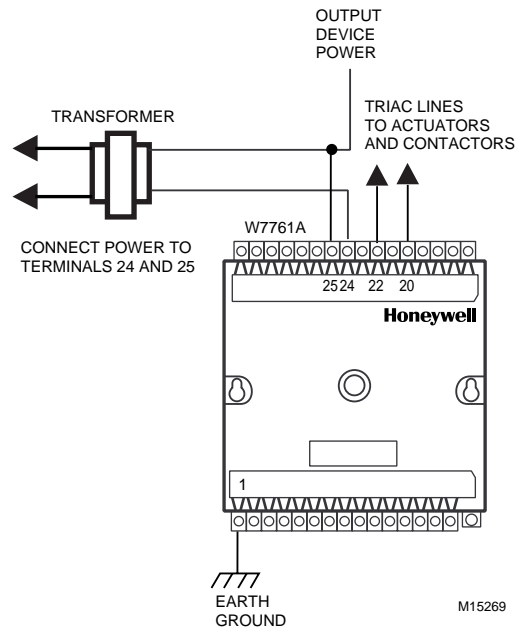 OUTPUT
DEVICE
POWER
TRANSFORMER
TRIAC LINES
TO ACTUATORS
AND CONTACTORS
CONNECT POWER TO
TERMINALS 24 AND 25
W7761A
25 24 22 20
Honeywell
1
EARTH
GROUND
M15269